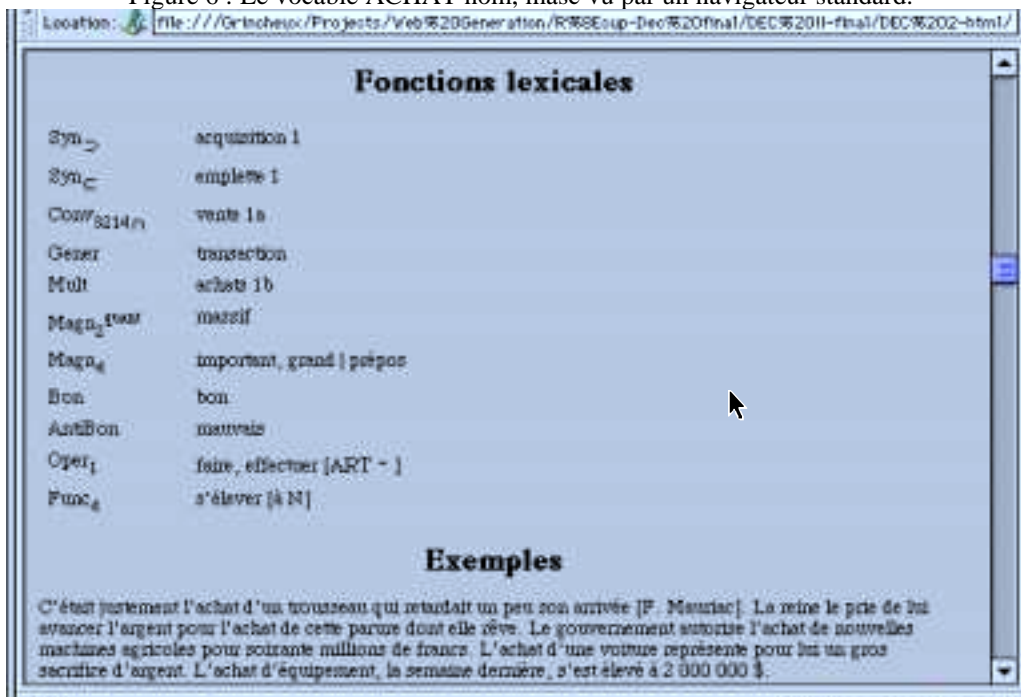 Figure 6 : Le vocable ACHAT nom, masc vu par un navigateur standard.
Location: file:///Grincheux/Projects/Web%20Generation/R%8Ecup-Dec%20final/DEC%20II-final/DEC%202-html/
Fonctions lexicales
Syn⊃ acquisition 1
Syn⊂ emplette 1
Conv3214∩ vente 1a
Gener transaction
Mult achats 1b
Magn2quant massif
Magn4 important, grand | prépos
Bon bon
AntiBon mauvais
Oper1 faire, effectuer [ART ~ ]
Func4 s'élever [à N]
Exemples
C'était justement l'achat d'un trousseau qui retardait un peu son arrivée [F. Mauriac]. La reine le prie de lui
avancer l'argent pour l'achat de cette parure dont elle rêve. Le gouvernement autorise l'achat de nouvelles
machines agricoles pour soixante millions de francs. L'achat d'une voiture représente pour lui un gros
sacrifice d'argent. L'achat d'équipement, la semaine dernière, s'est élevé à 2 000 000 $.